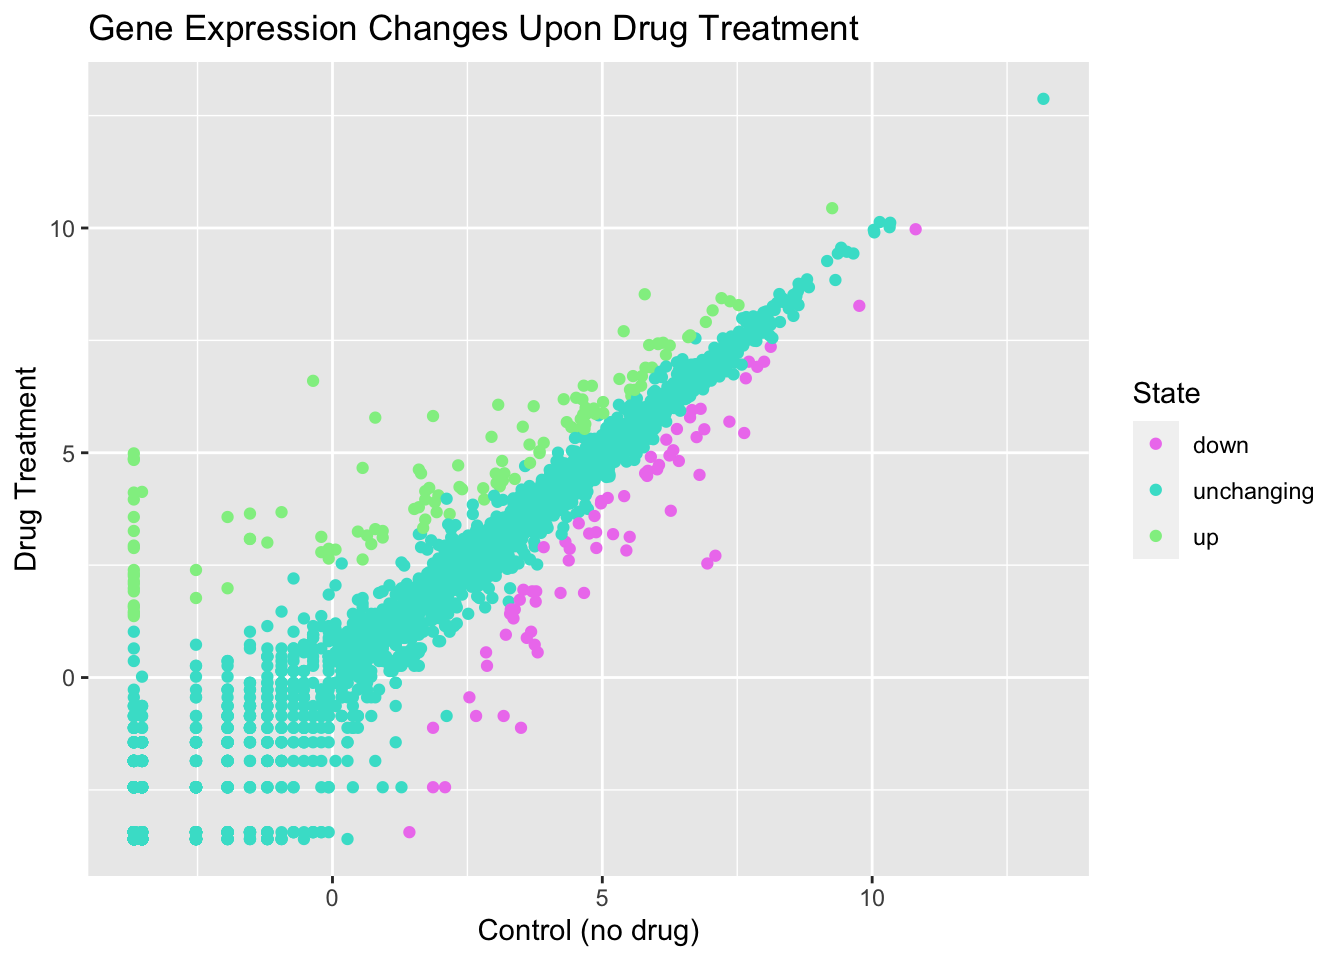 Gene Expression Changes Upon Drug Treatment
Drug Treatment
10
5
0
0 5 10
Control (no drug)
State
down
unchanging
up